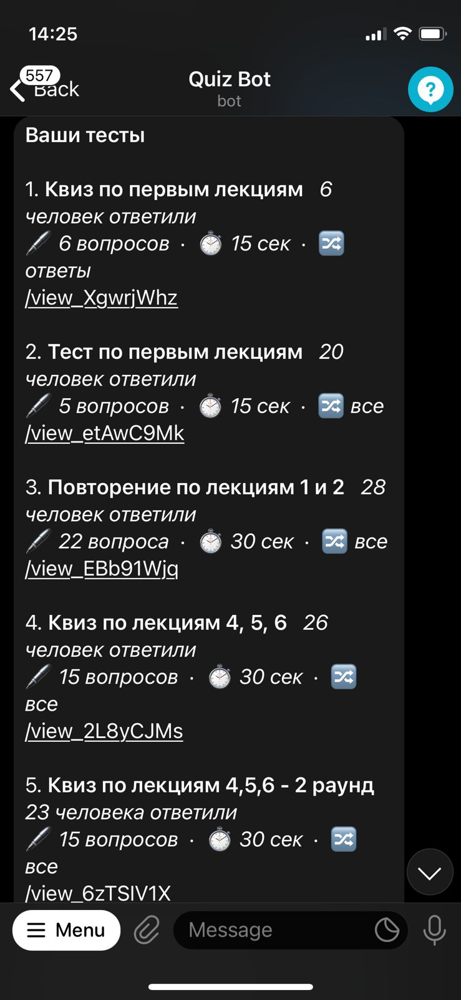 14:25
557
Back
Quiz Bot
bot
Ваши тесты
1. Квиз по первым лекциям 6
человек ответили
6 вопросов · 15 сек ·
ответы
/view_XgwrjWhz
2. Тест по первым лекциям 20
человек ответили
5 вопросов · 15 сек · все
/view_etAwC9Mk
3. Повторение по лекциям 1 и 2 28
человек ответили
22 вопроса · 30 сек · все
/view_EBb91Wjq
4. Квиз по лекциям 4, 5, 6 26
человек ответили
15 вопросов · 30 сек ·
все
/view_2L8yCJMs
5. Квиз по лекциям 4,5,6 - 2 раунд
23 человека ответили
15 вопросов · 30 сек ·
все
/view_6zTSIV1X
Menu
Message